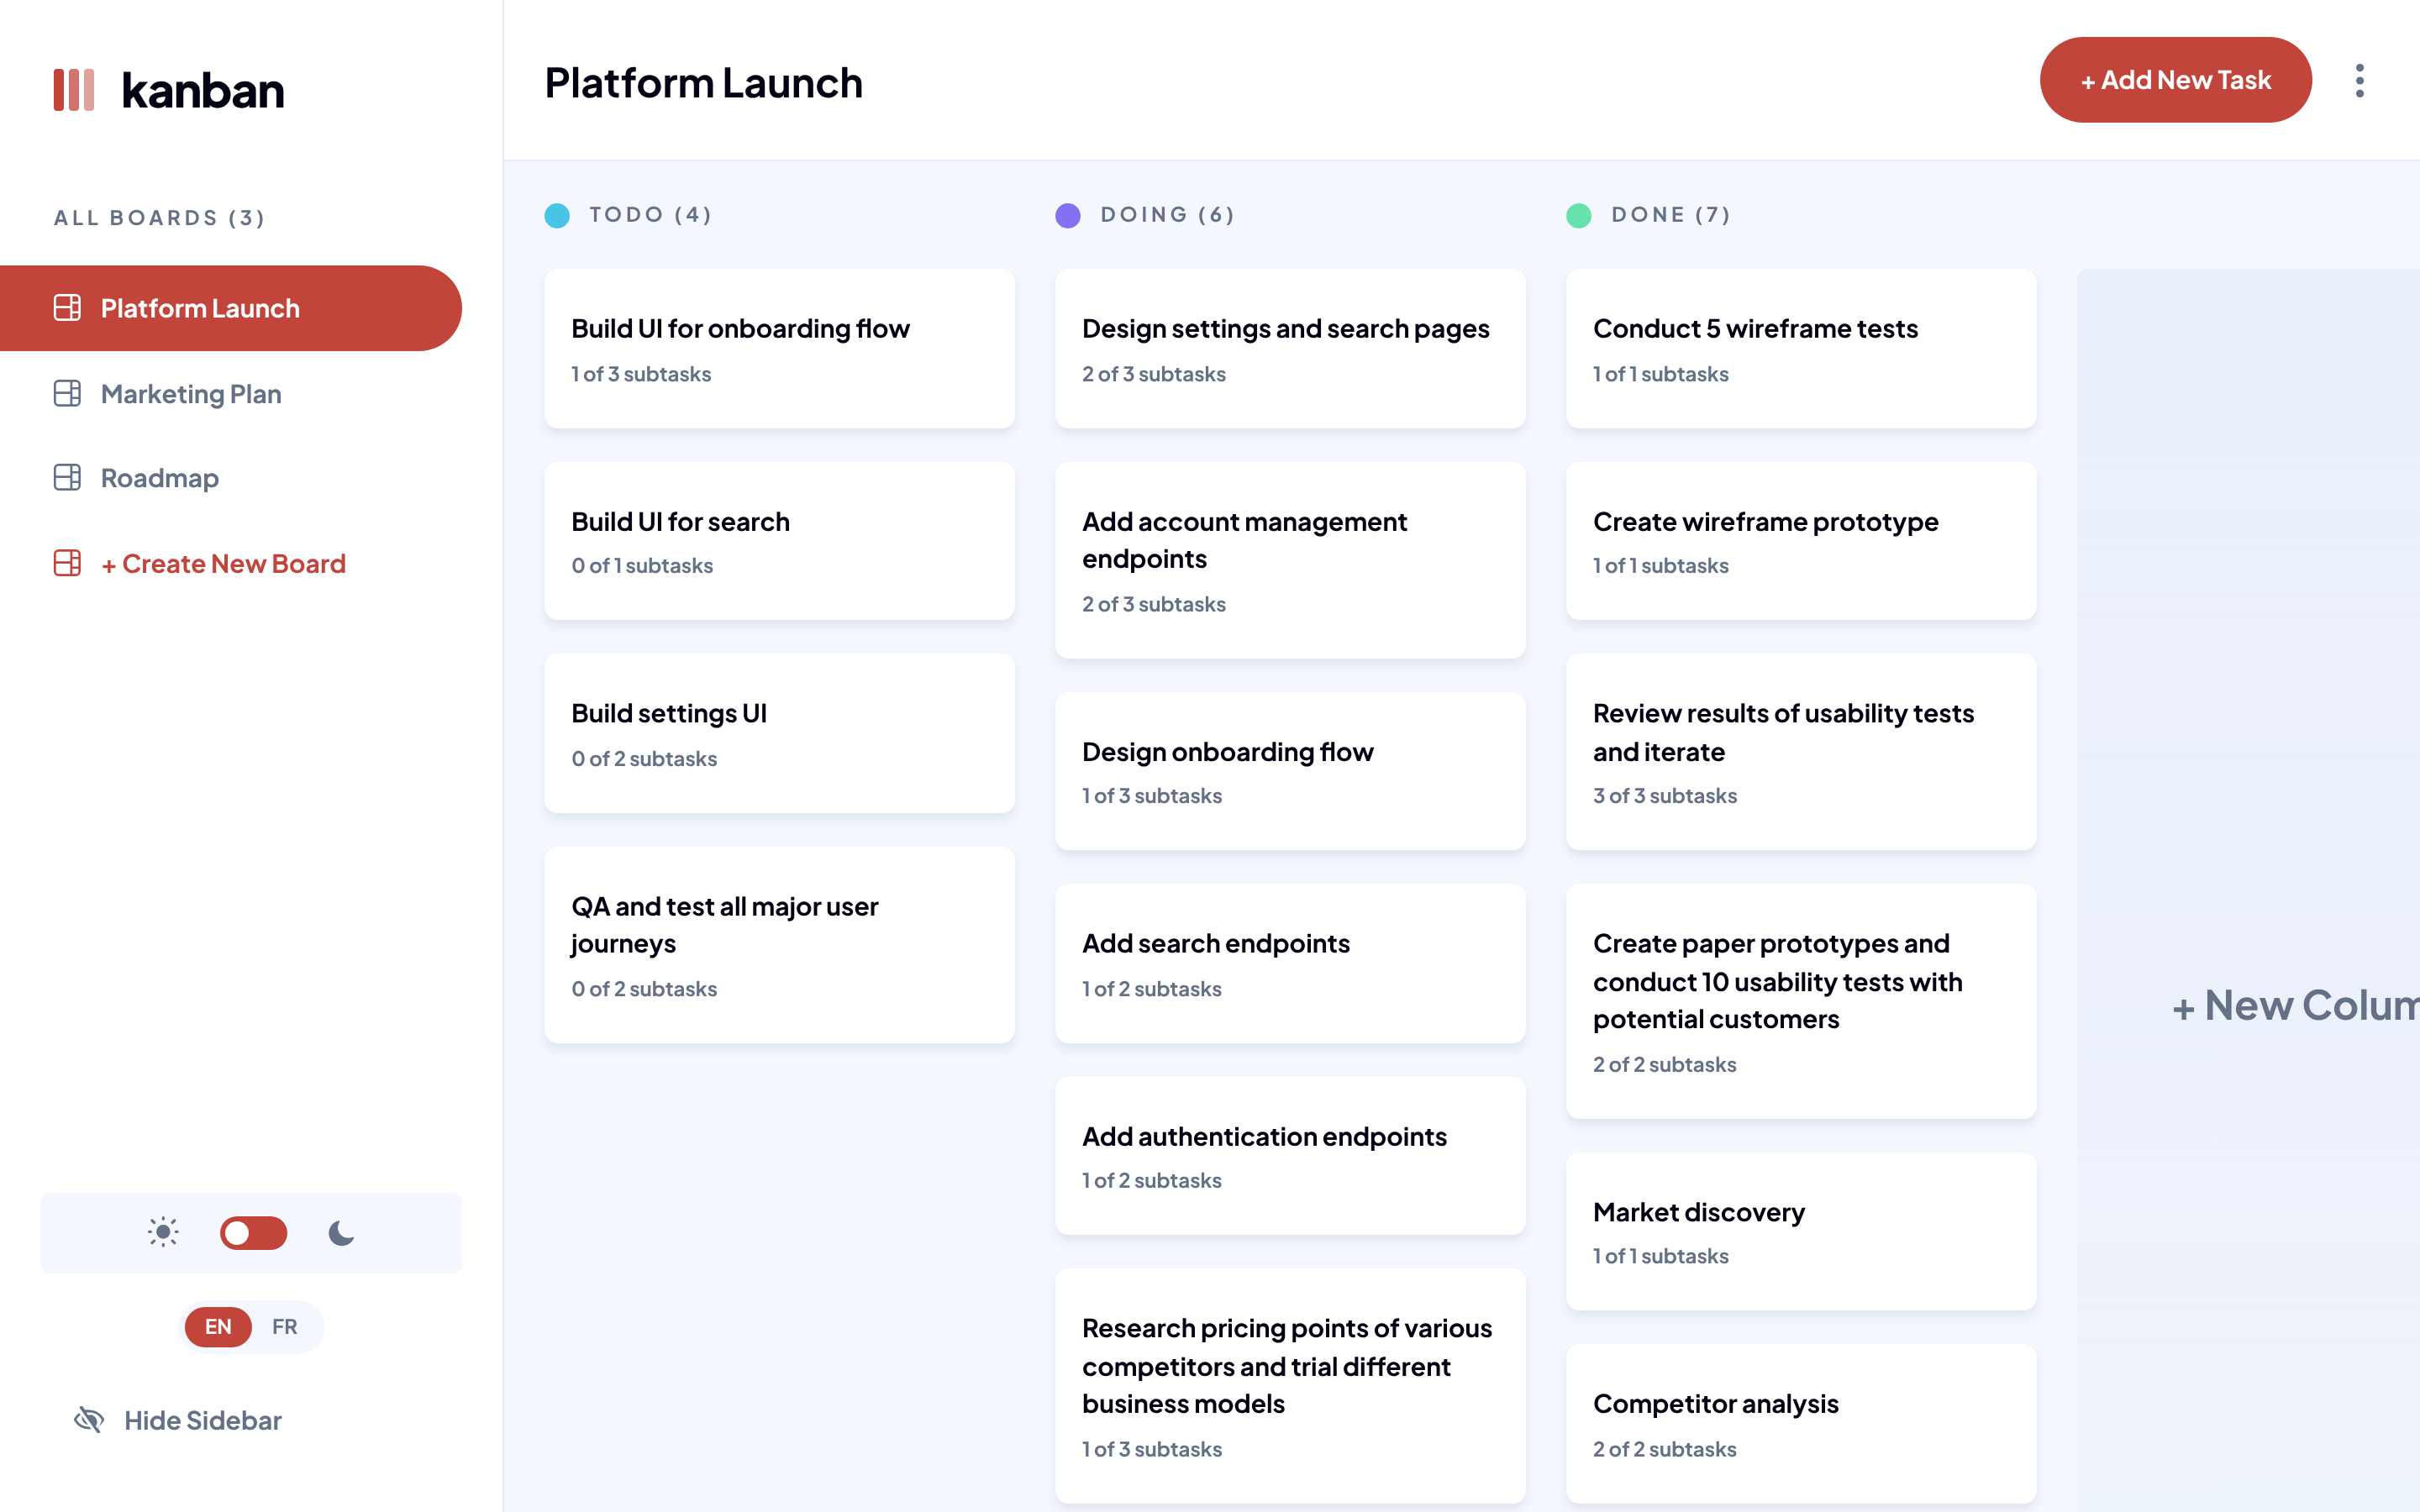 kanban
ALL BOARDS (3)
Platform Launch
Marketing Plan
Roadmap
+ Create New Board
EN
FR
Hide Sidebar
Platform Launch
+ Add New Task
TODO (4)
Build UI for onboarding flow
1 of 3 subtasks
Build UI for search
0 of 1 subtasks
Build settings UI
0 of 2 subtasks
QA and test all major user
journeys
0 of 2 subtasks
DOING (6)
Design settings and search pages
2 of 3 subtasks
Add account management
endpoints
2 of 3 subtasks
Design onboarding flow
1 of 3 subtasks
Add search endpoints
1 of 2 subtasks
Add authentication endpoints
1 of 2 subtasks
Research pricing points of various
competitors and trial different
business models
1 of 3 subtasks
DONE (7)
Conduct 5 wireframe tests
1 of 1 subtasks
Create wireframe prototype
1 of 1 subtasks
Review results of usability tests
and iterate
3 of 3 subtasks
Create paper prototypes and
conduct 10 usability tests with
potential customers
2 of 2 subtasks
Market discovery
1 of 1 subtasks
Competitor analysis
2 of 2 subtasks
+ New Colum